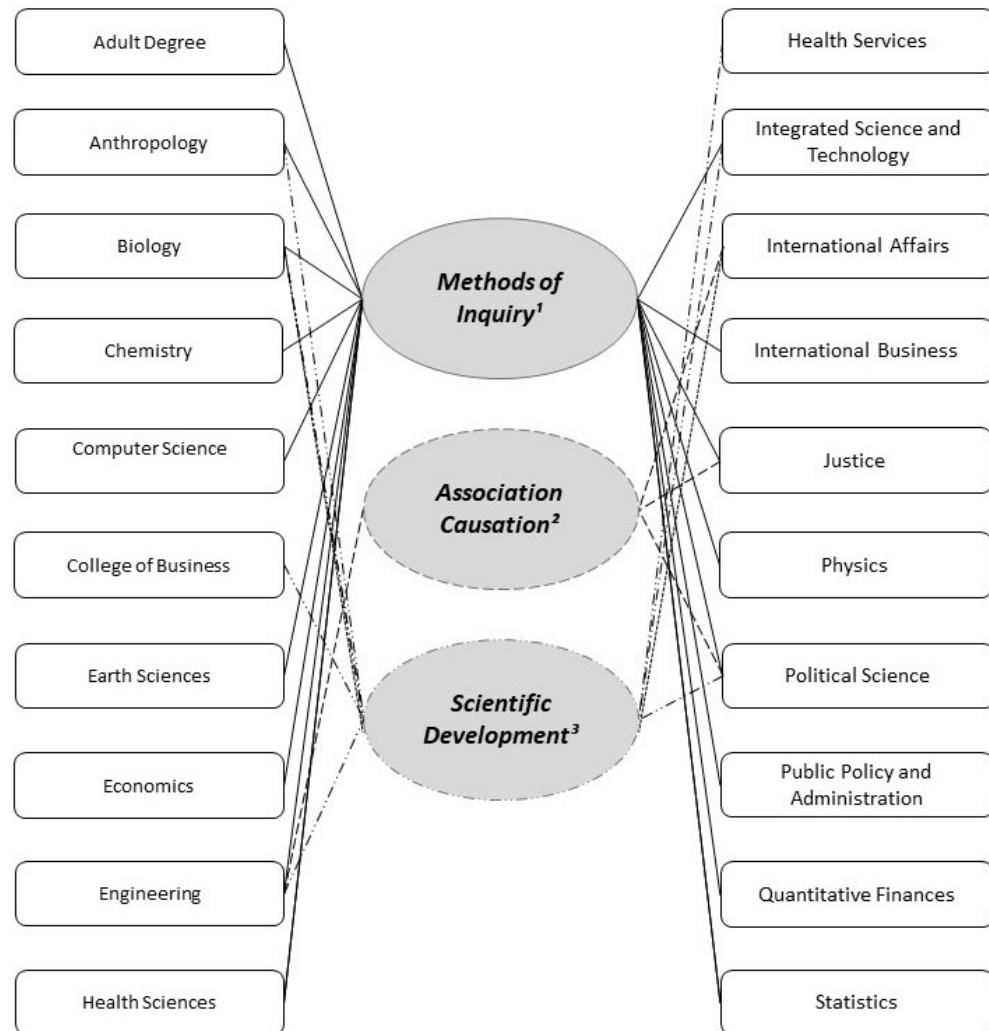 Adult Degree
Anthropology
Biology
Chemistry
Computer Science
College of Business
Earth Sciences
Economics
Engineering
Health Sciences
Methods of
Inquiry¹
Association
Causation²
Scientific
Development³
Health Services
Integrated Science and
Technology
International Affairs
International Business
Justice
Physics
Political Science
Public Policy and
Administration
Quantitative Finances
Statistics